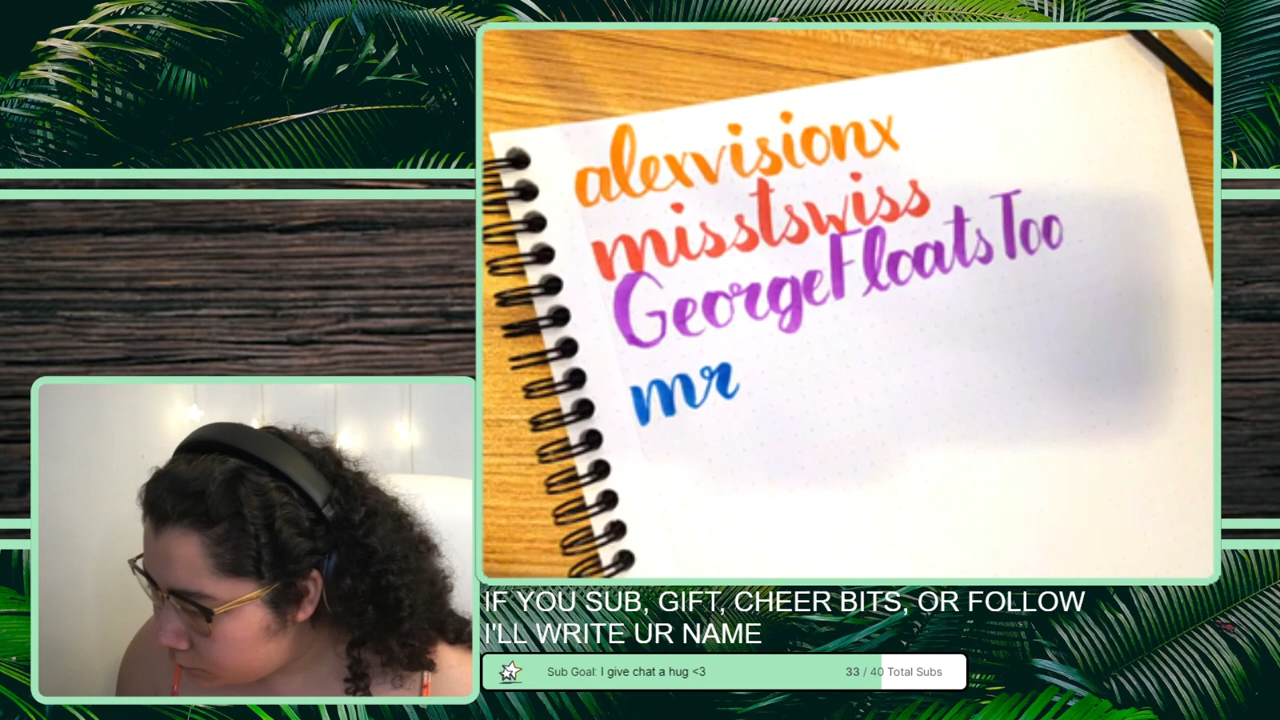 alexvisionx
misstswiss
GeorgeFloatsToo
mr
IF YOU SUB, GIFT, CHEER BITS, OR FOLLOW
I'LL WRITE UR NAME
Sub Goal: I give chat a hug <3 33 / 40 Total Subs